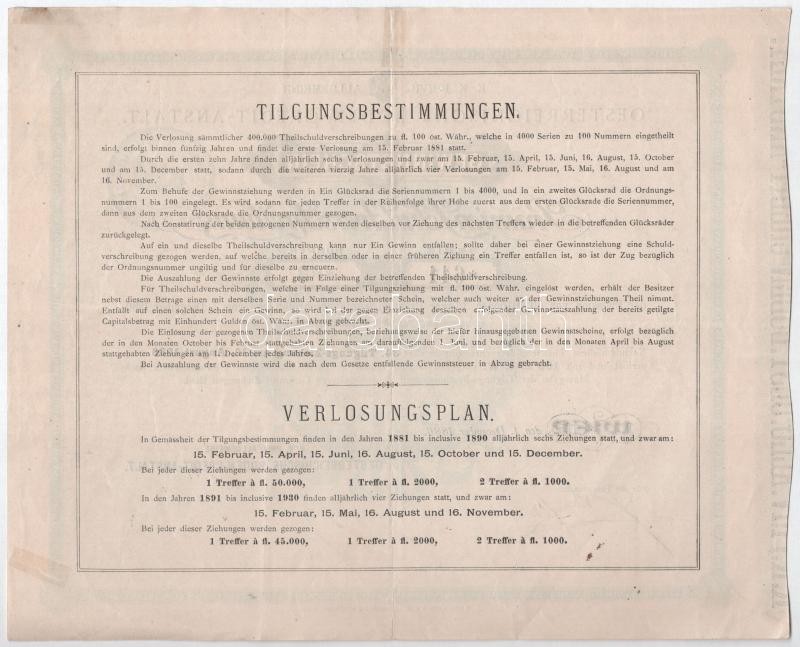 TILGUNGSBESTIMMUNGEN.
Die Verlosung sämmtlicher 400.000 Theilschuldverschreibungen zu fl. 100 öst. Währ., welche in 4000 Serien zu 100 Nummern eingetheilt
sind, erfolgt binnen fünfzig Jahren und findet die erste Verlosung am 15. Februar 1881 statt.
Durch die ersten zehn Jahre finden alljährlich sechs Verlosungen und zwar am 15. Februar, 15. April, 15. Juni, 16. August, 15. October
und am 15. December statt, sodann durch die weiteren vierzig Jahre alljährlich vier Verlosungen am 15. Februar, 15. Mai, 16. August und am
16. November.
Zum Behufe der Gewinnstziehung werden in Ein Glücksrad die Seriennummern 1 bis 4000, und in ein zweites Glücksrad die Ordnungs-
nummern 1 bis 100 eingelegt. Es wird sodann für jeden Treffer in der Reihenfolge ihrer Höhe zuerst aus dem ersten Glücksrade die Seriennummer,
dann aus dem zweiten Glücksrade die Ordnungsnummer gezogen.
Nach Constatirung der beiden gezogenen Nummern werden dieselben vor Ziehung des nächsten Treffers wieder in die betreffenden Glücksräder
zurückgelegt.
Auf ein und dieselbe Theilschuldverschreibung kann nur Ein Gewinn entfallen; sollte daher bei einer Gewinnstziehung eine Schuld-
verschreibung gezogen werden, auf welche bereits in derselben oder in einer früheren Ziehung ein Treffer entfallen ist, so ist der Zug bezüglich
der Ordnungsnummer ungiltig und für dieselbe zu erneuern.
Die Auszahlung der Gewinnste erfolgt gegen Einziehung der betreffenden Theilschuldverschreibung.
Für Theilschuldverschreibungen, welche in Folge einer Tilgungsziehung mit fl. 100 öst. Währ. eingelöst werden, erhält der Besitzer
nebst diesem Betrage einen mit derselben Serie und Nummer bezeichneten Schein, welcher auch weiter an den Gewinnstziehungen Theil nimmt.
Entfällt auf einen solchen Schein ein Gewinn, so wird bei der gegen Einziehung desselben erfolgenden Gewinnstauszahlung der bereits getilgte
Capitalsbetrag mit Einhundert Gulden öst. Währ. in Abzug gebracht.
Die Einlösung der gezogenen Theilschuldverschreibungen, beziehungsweise der hiefür hinausgegebenen Gewinnstscheine, erfolgt bezüglich
der in den Monaten October bis Februar stattgehabten Ziehungen am darauffolgenden 1. Juni, und bezüglich der in den Monaten April bis August
stattgehabten Ziehungen am 1. December jedes Jahres.
Bei Auszahlung der Gewinnste wird die nach dem Gesetze entfallende Gewinnststeuer in Abzug gebracht.
VERLOSUNGSPLAN.
In Gemässheit der Tilgungsbestimmungen finden in den Jahren 1881 bis inclusive 1890 alljährlich sechs Ziehungen statt, und zwar am:
15. Februar, 15. April, 15. Juni, 16. August, 15. October und 15. December.
Bei jeder dieser Ziehungen werden gezogen:
1 Treffer à fl. 50.000, 1 Treffer à fl. 2000, 2 Treffer à fl. 1000.
In den Jahren 1891 bis inclusive 1930 finden alljährlich vier Ziehungen statt, und zwar am:
15. Februar, 15. Mai, 16. August und 16. November.
Bei jeder dieser Ziehungen werden gezogen:
1 Treffer à fl. 45.000, 1 Treffer à fl. 2000, 2 Treffer à fl. 1000.
darabanth